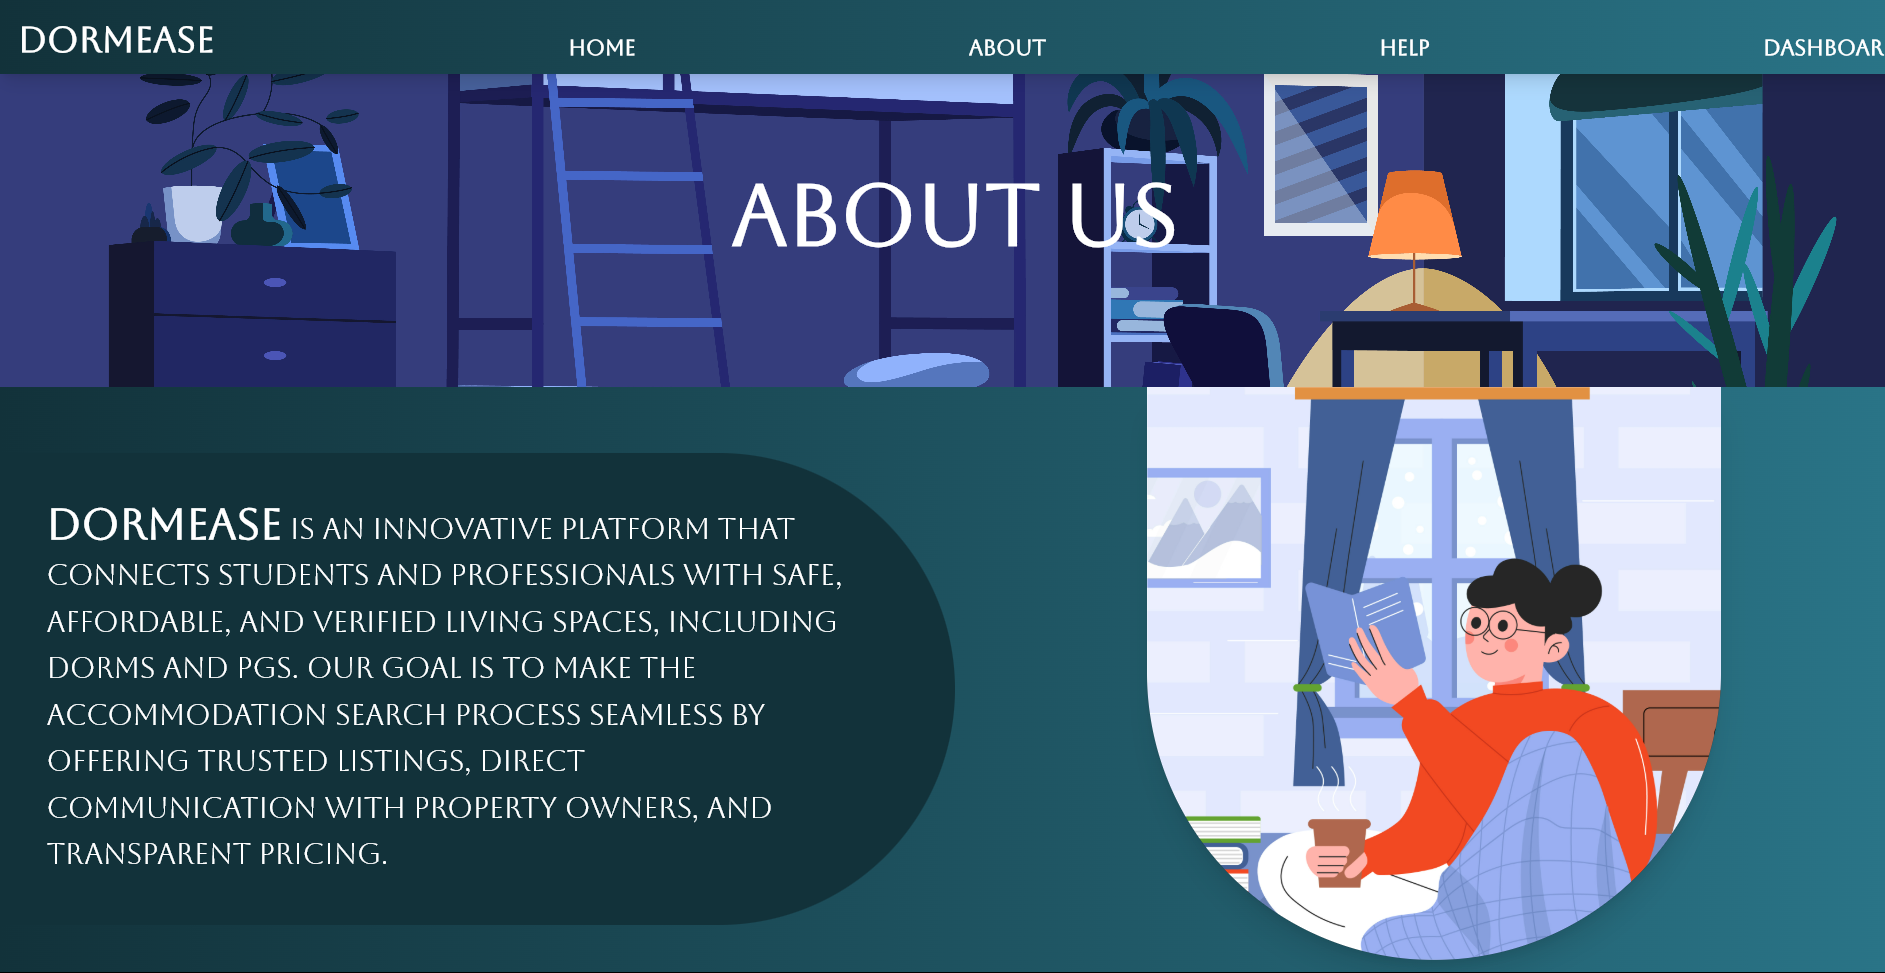 DORMEASE
HOME
ABOUT
HELP
DASHBOAR
ABOUT US
DORMEASE IS AN INNOVATIVE PLATFORM THAT
CONNECTS STUDENTS AND PROFESSIONALS WITH SAFE,
AFFORDABLE, AND VERIFIED LIVING SPACES, INCLUDING
DORMS AND PGS. OUR GOAL IS TO MAKE THE
ACCOMMODATION SEARCH PROCESS SEAMLESS BY
OFFERING TRUSTED LISTINGS, DIRECT
COMMUNICATION WITH PROPERTY OWNERS, AND
TRANSPARENT PRICING.